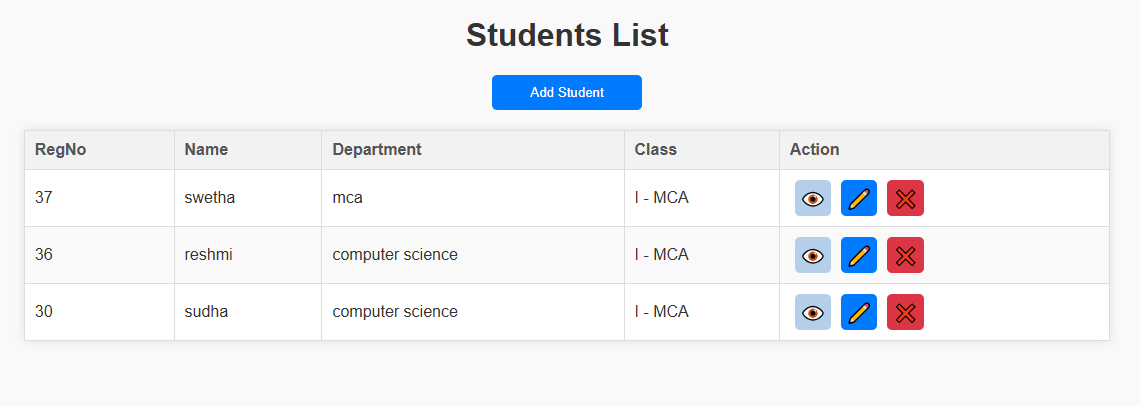 Students List
Add Student
RegNo Name Department Class Action
37 swetha mca I - MCA
36 reshmi computer science I - MCA
30 sudha computer science I - MCA